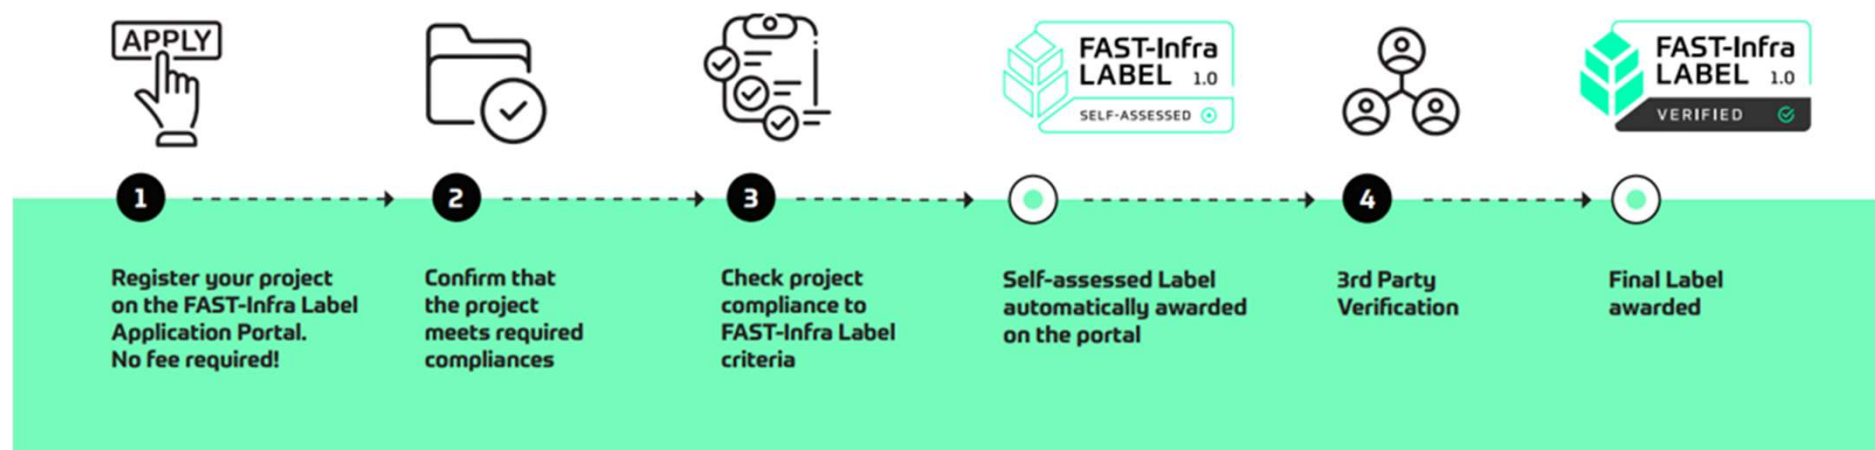 APPLY
FAST-Infra
LABEL 1.0
SELF-ASSESSED
FAST-Infra
LABEL 1.0
VERIFIED
1
2
3
4
Register your project
on the FAST-Infra Label
Application Portal.
No fee required!
Confirm that
the project
meets required
compliances
Check project
compliance to
FAST-Infra Label
criteria
Self-assessed Label
automatically awarded
on the portal
3rd Party
Verification
Final Label
awarded